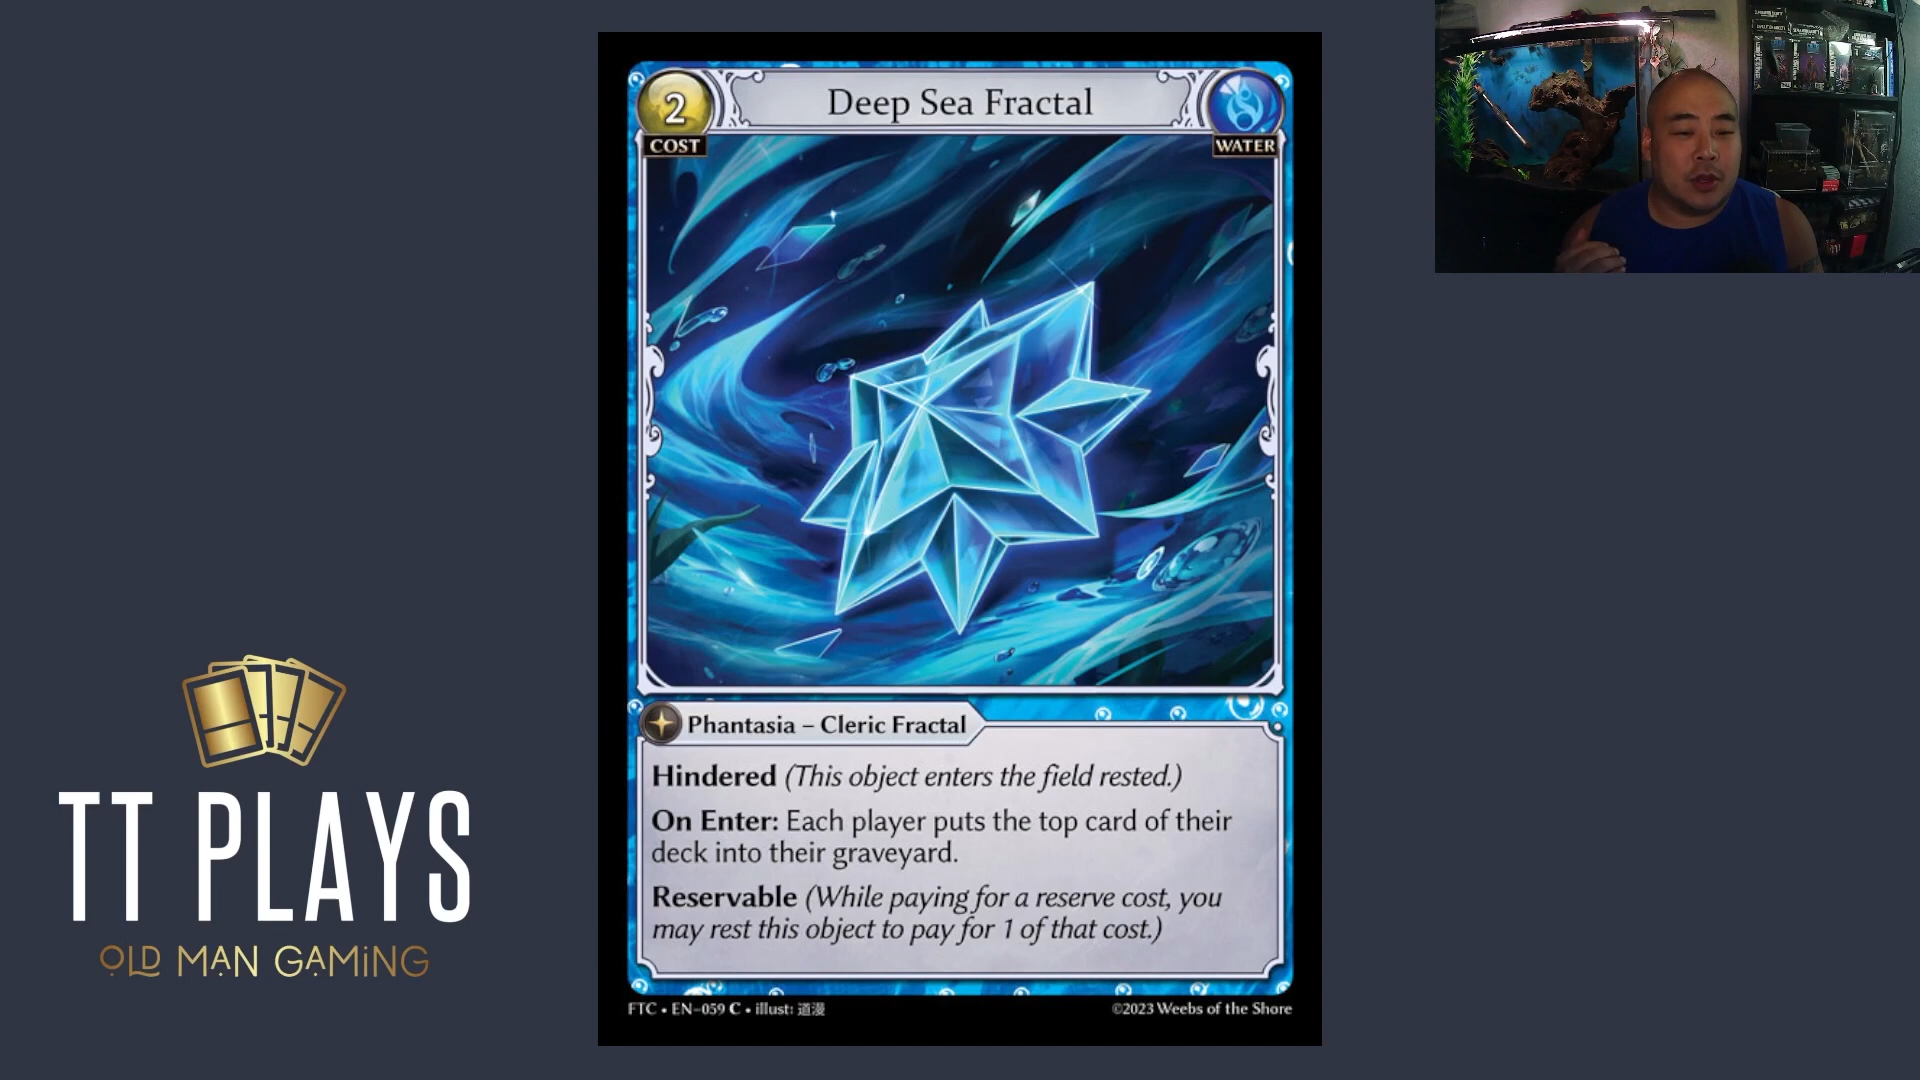 2
COST
Deep Sea Fractal
WATER
Phantasia – Cleric Fractal
Hindered (This object enters the field rested.)
On Enter: Each player puts the top card of their
deck into their graveyard.
Reservable (While paying for a reserve cost, you
may rest this object to pay for 1 of that cost.)
FTC • EN-059 C • illust: 道漫
©2023 Weebs of the Shore
TT PLAYS
OLD MAN GAMING